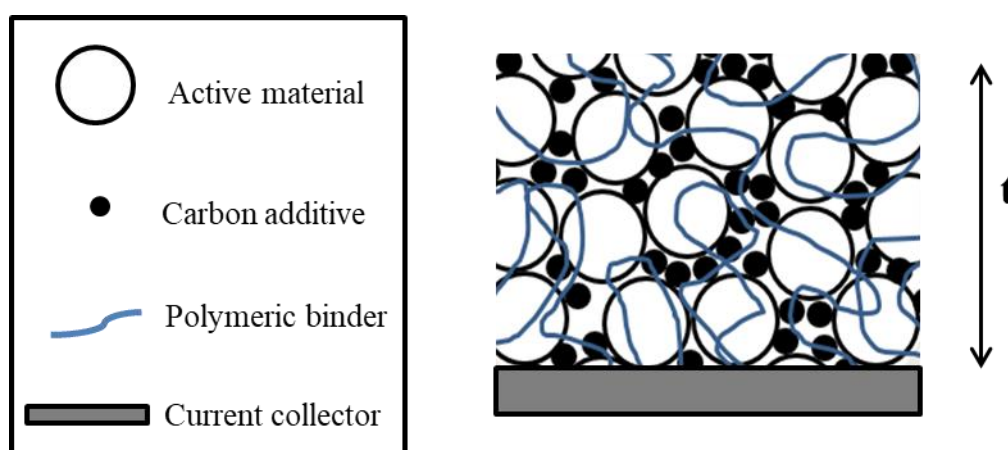 Active material
Carbon additive
Polymeric binder
Current collector
t